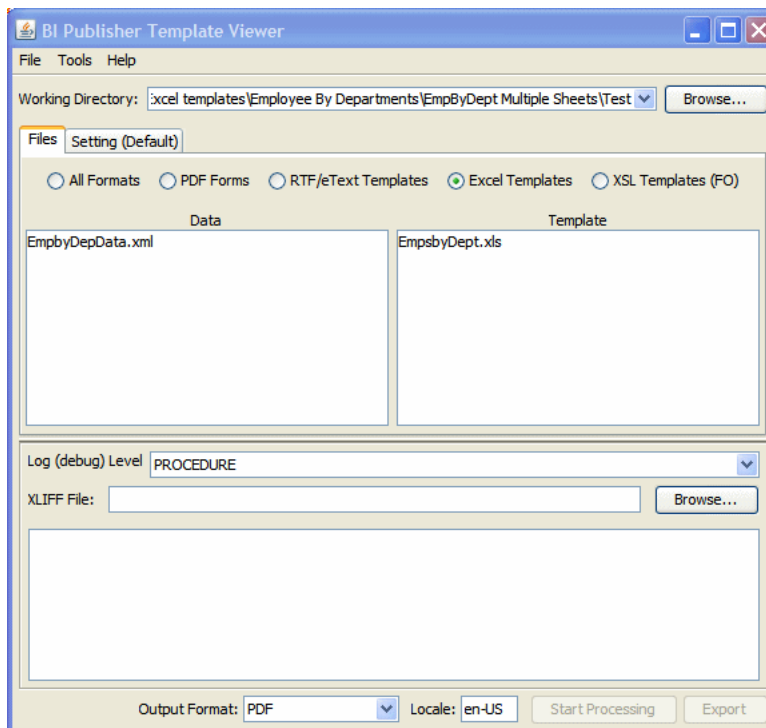 BI Publisher Template Viewer
File Tools Help
Working Directory: :xcel templates\Employee By Departments\EmpByDept Multiple Sheets\Test Browse...
Files Setting (Default)
All Formats PDF Forms RTF/eText Templates Excel Templates XSL Templates (FO)
Data Template
EmpbyDepData.xml EmpsbyDept.xls
Log (debug) Level PROCEDURE
XLIFF File: Browse...
Output Format: PDF Locale: en-US Start Processing Export